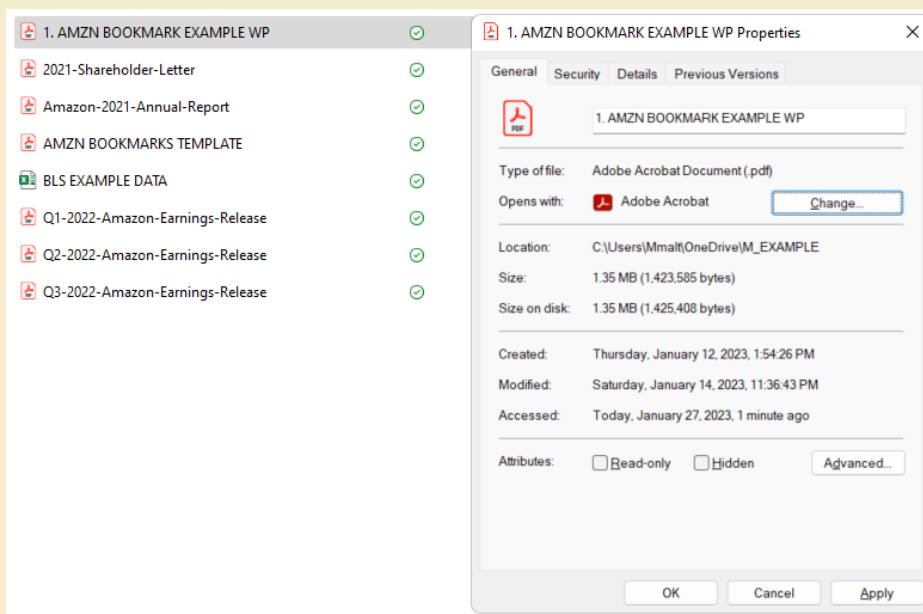 1. AMZN BOOKMARK EXAMPLE WP
2021-Shareholder-Letter
Amazon-2021-Annual-Report
AMZN BOOKMARKS TEMPLATE
BLS EXAMPLE DATA
Q1-2022-Amazon-Earnings-Release
Q2-2022-Amazon-Earnings-Release
Q3-2022-Amazon-Earnings-Release
1. AMZN BOOKMARK EXAMPLE WP Properties
General Security Details Previous Versions
PDF
1. AMZN BOOKMARK EXAMPLE WP
Type of file: Adobe Acrobat Document (.pdf)
Opens with: Adobe Acrobat Change...
Location: C:\Users\Mmalt\OneDrive\M_EXAMPLE
Size: 1.35 MB (1,423,585 bytes)
Size on disk: 1.35 MB (1,425,408 bytes)
Created: Thursday, January 12, 2023, 1:54:26 PM
Modified: Saturday, January 14, 2023, 11:36:43 PM
Accessed: Today, January 27, 2023, 1 minute ago
Attributes: Read-only Hidden Advanced...
OK Cancel Apply